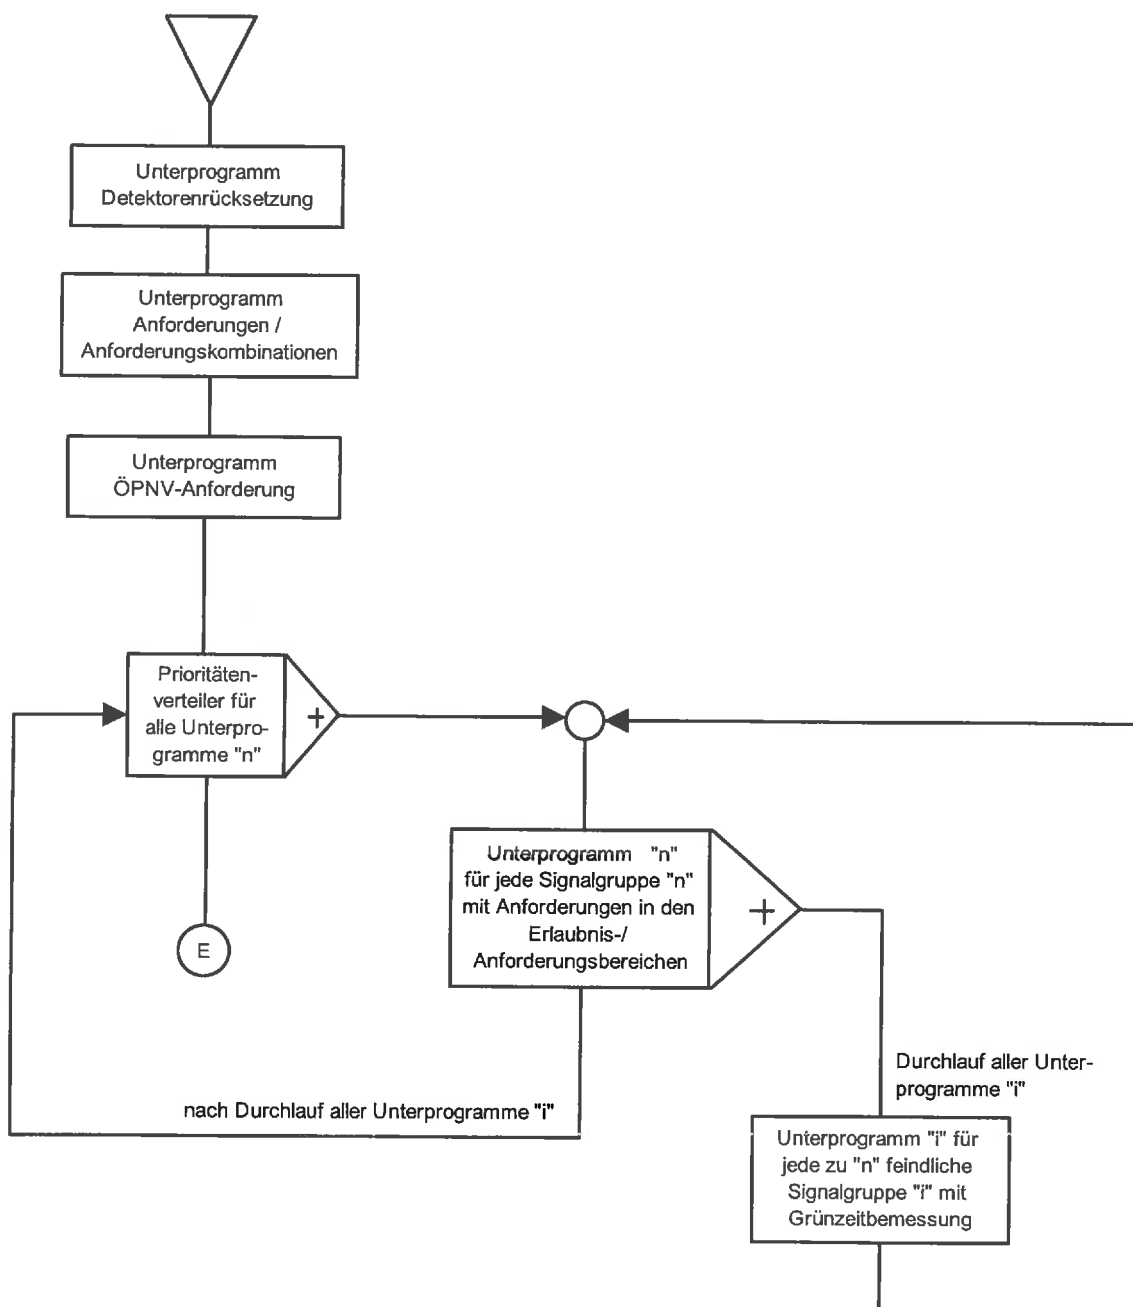 Unterprogramm
Detektorenrücksetzung
Unterprogramm
Anforderungen /
Anforderungskombinationen
Unterprogramm
ÖPNV-Anforderung
Prioritäten-
verteiler für
alle Unterpro-
gramme "n"
+
Unterprogramm "n"
für jede Signalgruppe "n"
mit Anforderungen in den
Erlaubnis-/
Anforderungsbereichen
+
E
Durchlauf aller Unter-
programme "i"
nach Durchlauf aller Unterprogramme "i"
Unterprogramm "i" für
jede zu "n" feindliche
Signalgruppe "i" mit
Grünzeitbemessung